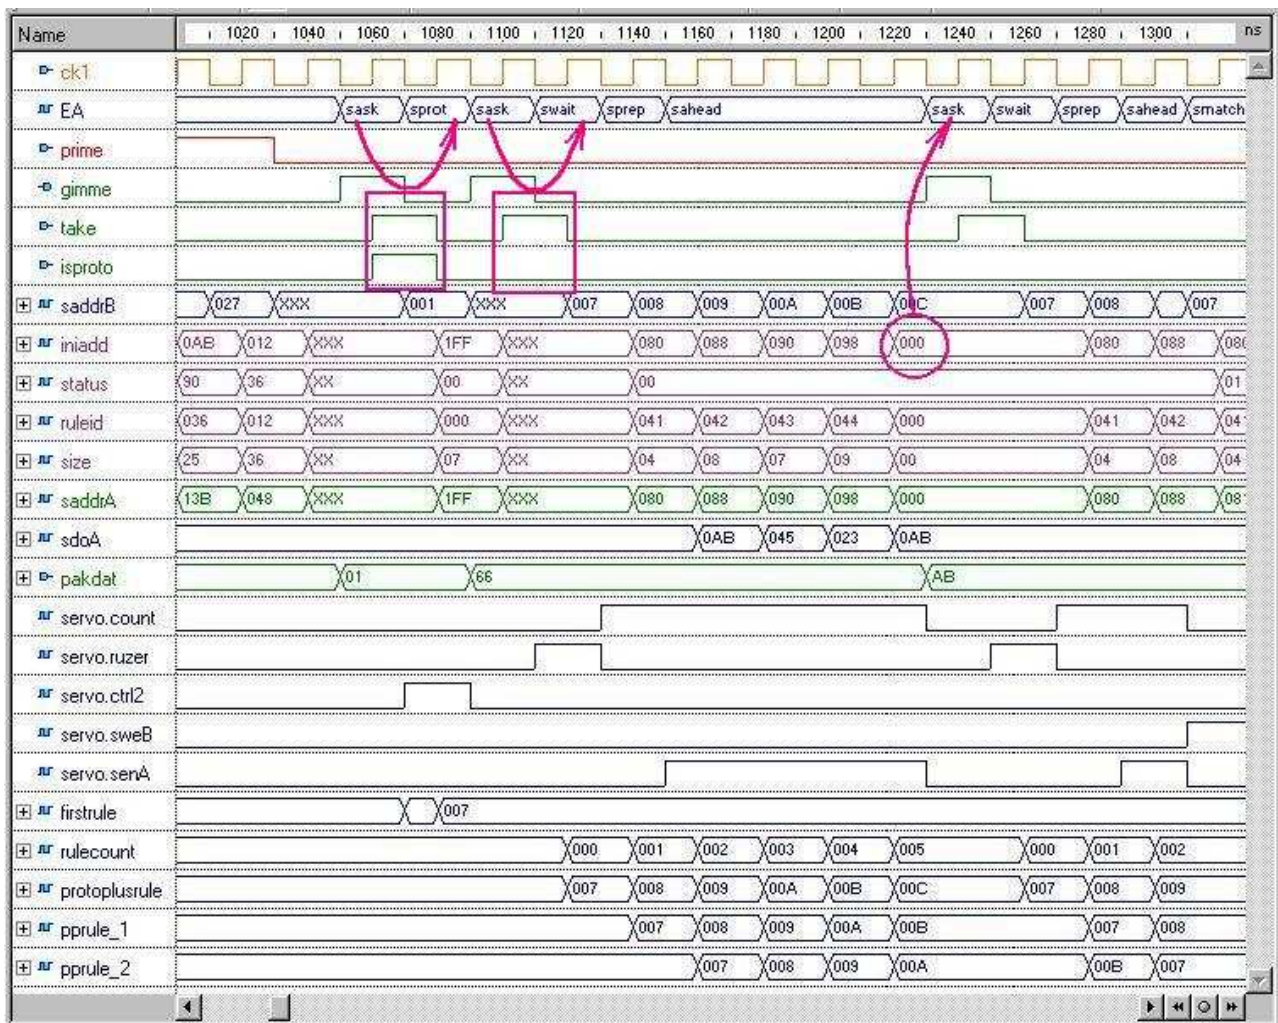 Name 1020 1040 1060 1080 1100 1120 1140 1160 1180 1200 1220 1240 1260 1280 1300 ns
ck1
EA sask sprot sask swait sprep sahead sask swait sprep sahead smatch
prime
gimme
take
isproto
saddrB 027 XXX 001 XXX 007 008 009 00A 00B 00C 007 008 007
iniadd 0AB 012 XXX 1FF XXX 080 088 090 098 000 080 088
status 90 36 XX 00 XX 00 01
ruleid 036 012 XXX 000 XXX 041 042 043 044 000 041 042 04
size 25 36 XX 07 XX 04 08 07 09 00 04 08 04
saddrA 13B 048 XXX 1FF XXX 080 088 090 098 000 080 088
sdoA 0AB 045 023 0AB
pakdat 01 66 AB
servo.count
servo.ruzer
servo.ctrl2
servo.sweB
servo.senA
firstrule 007
rulecount 000 001 002 003 004 005 000 001 002
protoplusrule 007 008 009 00A 00B 00C 007 008 009
pprule_1 007 008 009 00A 00B 007 008
pprule_2 007 008 009 00A 00B 007